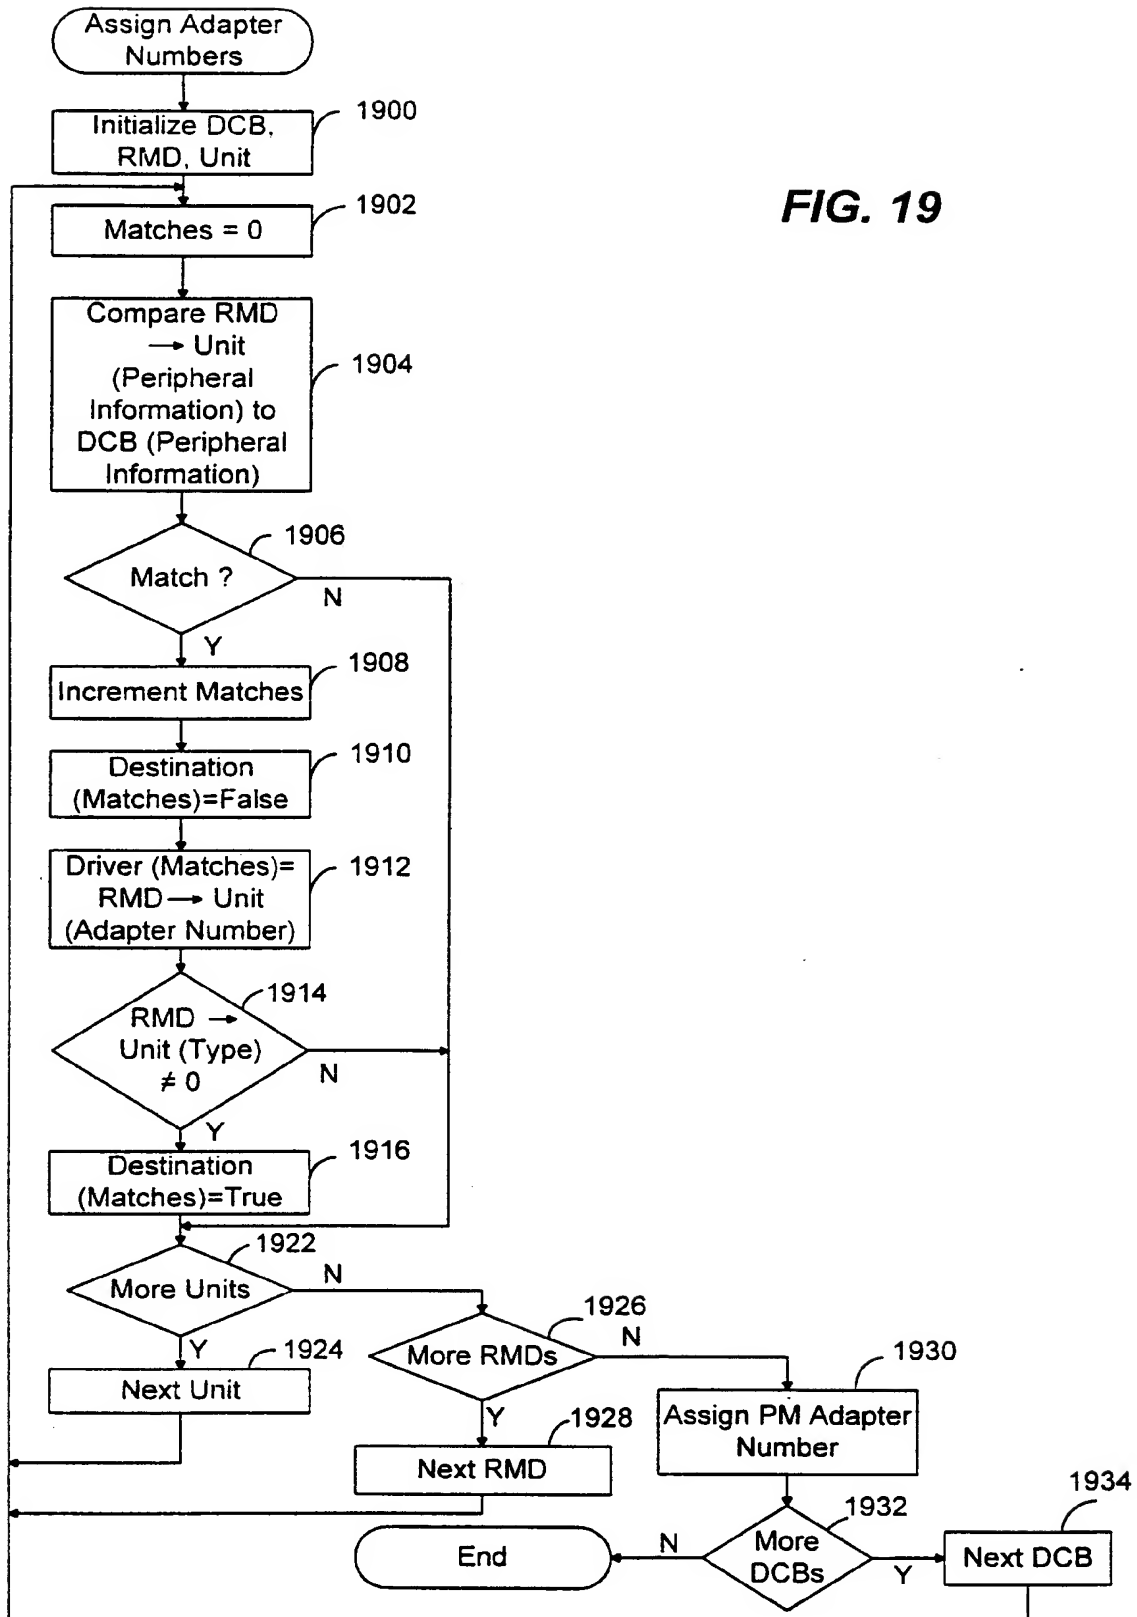 Assign Adapter
Numbers
1900
Initialize DCB,
RMD, Unit
FIG. 19
1902
Matches = 0
Compare RMD
→ Unit
(Peripheral
Information) to
DCB (Peripheral
Information)
1904
1906
Match ?
N
Y
1908
Increment Matches
1910
Destination
(Matches)=False
1912
Driver (Matches)=
RMD → Unit
(Adapter Number)
1914
RMD →
Unit (Type)
≠ 0
N
Y
1916
Destination
(Matches)=True
1922
More Units
N
Y
1924
Next Unit
1926
More RMDs
N
Y
1928
Next RMD
1930
Assign PM Adapter
Number
1932
More
DCBs
N
Y
End
1934
Next DCB